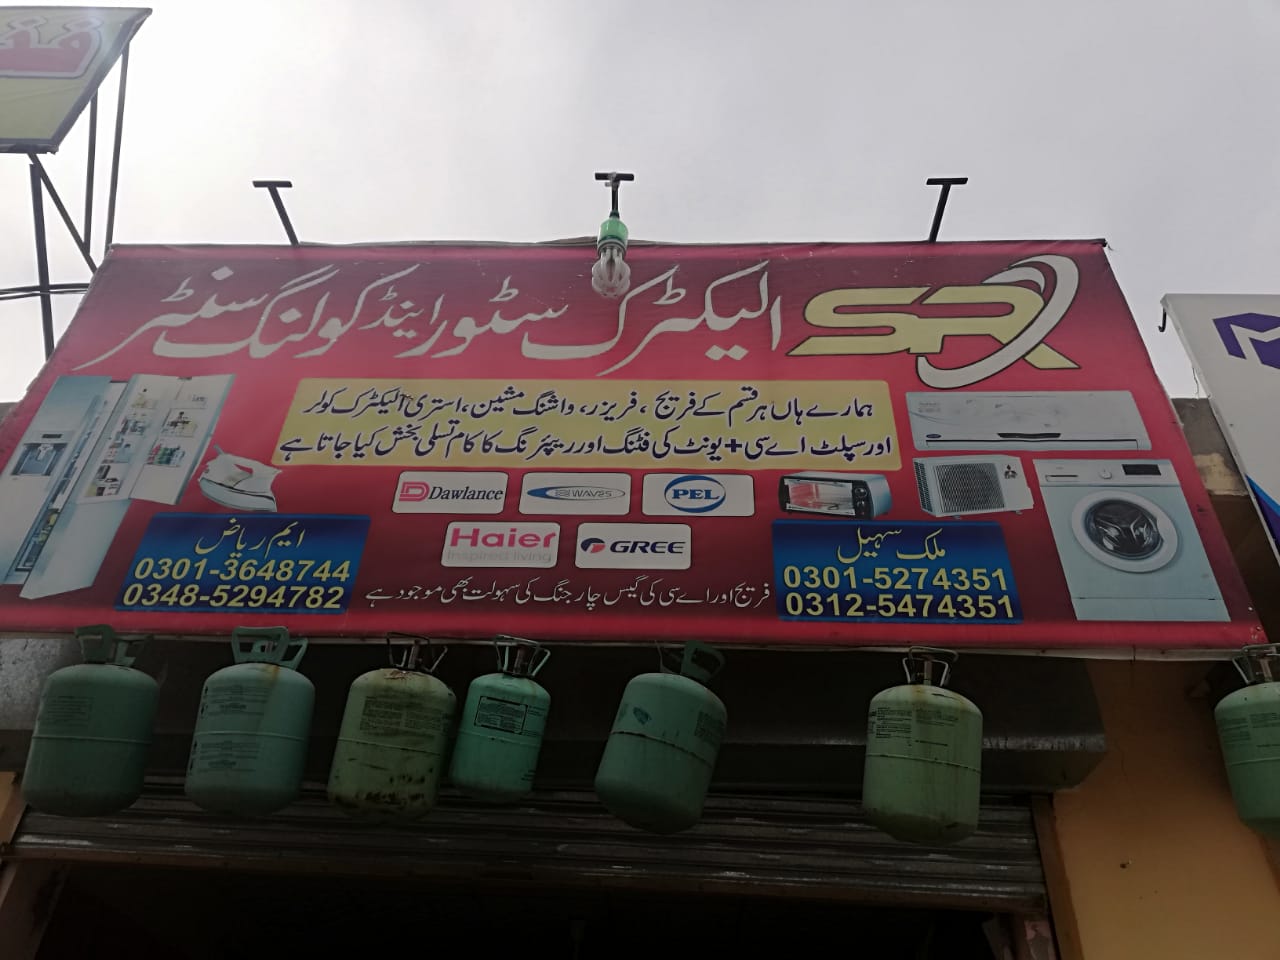 SR الیکٹرک سٹور اینڈ کولنگ سنٹر
ہمارے ہاں ہر قسم کے فریج ، فریزر، واشنگ مشین، استری الیکٹرک کولر
اور سپلٹ اے سی + یونٹ کی فٹنگ اور ریپئرنگ کا کام تسلی بخش کیا جاتا ہے
Dawlance
WAVES
PEL
Haier
Inspired living
GREE
ملک سہیل
0301-5274351
0312-5474351
ایم ریاض
0301-3648744
0348-5294782
فریج اور اے سی کی گیس چارجنگ کی سہولت بھی موجود ہے